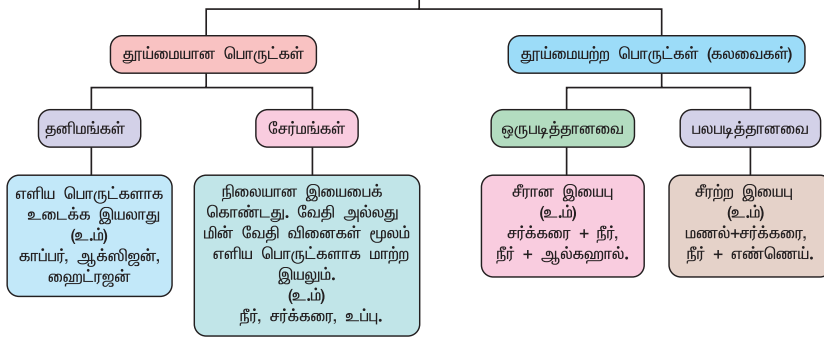 தூய்மையான பொருட்கள்
தூய்மையற்ற பொருட்கள் (கலவைகள்)
தனிமங்கள்
சேர்மங்கள்
ஒருபடித்தானவை
பலபடித்தானவை
எளிய பொருட்களாக
உடைக்க இயலாது
(உ.ம்)
காப்பர், ஆக்ஸிஜன்,
ஹைட்ரஜன்
நிலையான இயைபைக்
கொண்டது. வேதி அல்லது
மின் வேதி வினைகள் மூலம்
எளிய பொருட்களாக மாற்ற
இயலும்.
(உ.ம்)
நீர், சர்க்கரை, உப்பு.
சீரான இயைபு
(உ.ம்)
சர்க்கரை + நீர்,
நீர் + ஆல்கஹால்.
சீரற்ற இயைபு
(உ.ம்)
மணல்+சர்க்கரை,
நீர் + எண்ணெய்.